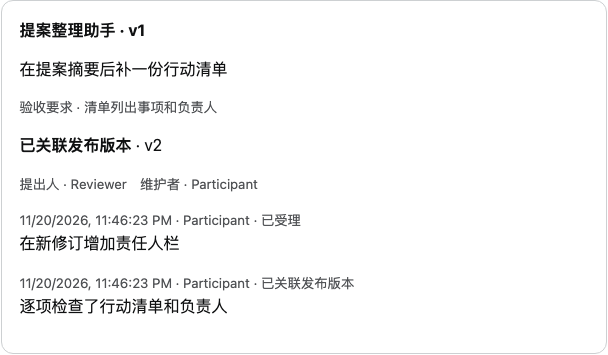 提案整理助手 · v1
在提案摘要后补一份行动清单
验收要求 · 清单列出事项和负责人
已关联发布版本 · v2
提出人 · Reviewer 维护者 · Participant
11/20/2026, 11:46:23 PM · Participant · 已受理
在新修订增加责任人栏
11/20/2026, 11:46:23 PM · Participant · 已关联发布版本
逐项检查了行动清单和负责人